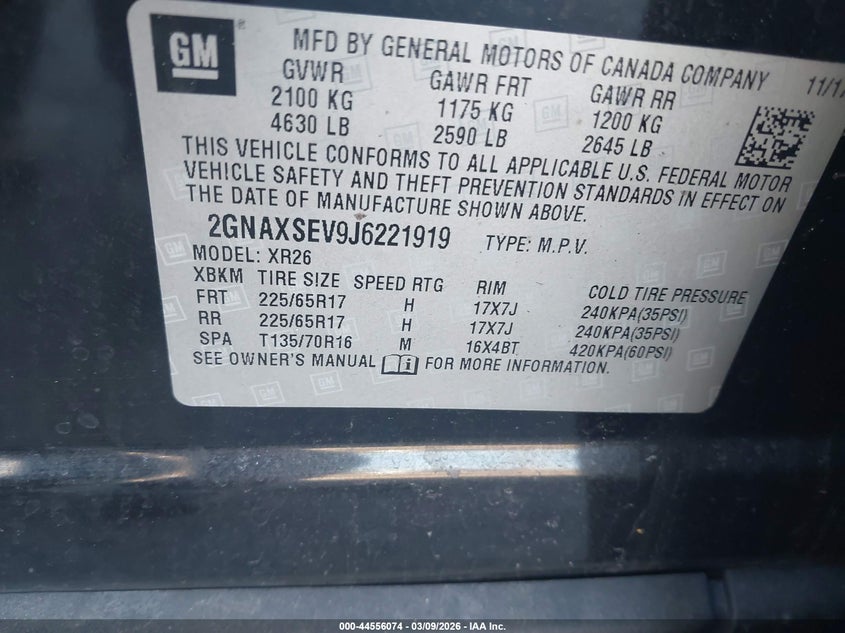 GM
MFD BY GENERAL MOTORS OF CANADA COMPANY
GVWR GAWR FRT GAWR RR 11/17
2100 KG 1175 KG 1200 KG
4630 LB 2590 LB 2645 LB
THIS VEHICLE CONFORMS TO ALL APPLICABLE U.S. FEDERAL MOTOR
VEHICLE SAFETY AND THEFT PREVENTION STANDARDS IN EFFECT ON
THE DATE OF MANUFACTURE SHOWN ABOVE.
2GNAXSEV9J6221919 TYPE: M.P.V.
MODEL: XR26
XBKM TIRE SIZE SPEED RTG RIM COLD TIRE PRESSURE
FRT 225/65R17 H 17X7J 240KPA(35PSI)
RR 225/65R17 H 17X7J 240KPA(35PSI)
SPA T135/70R16 M 16X4BT 420KPA(60PSI)
SEE OWNER'S MANUAL FOR MORE INFORMATION.
000-44556074 | 03/09/2026 - IAA Inc.